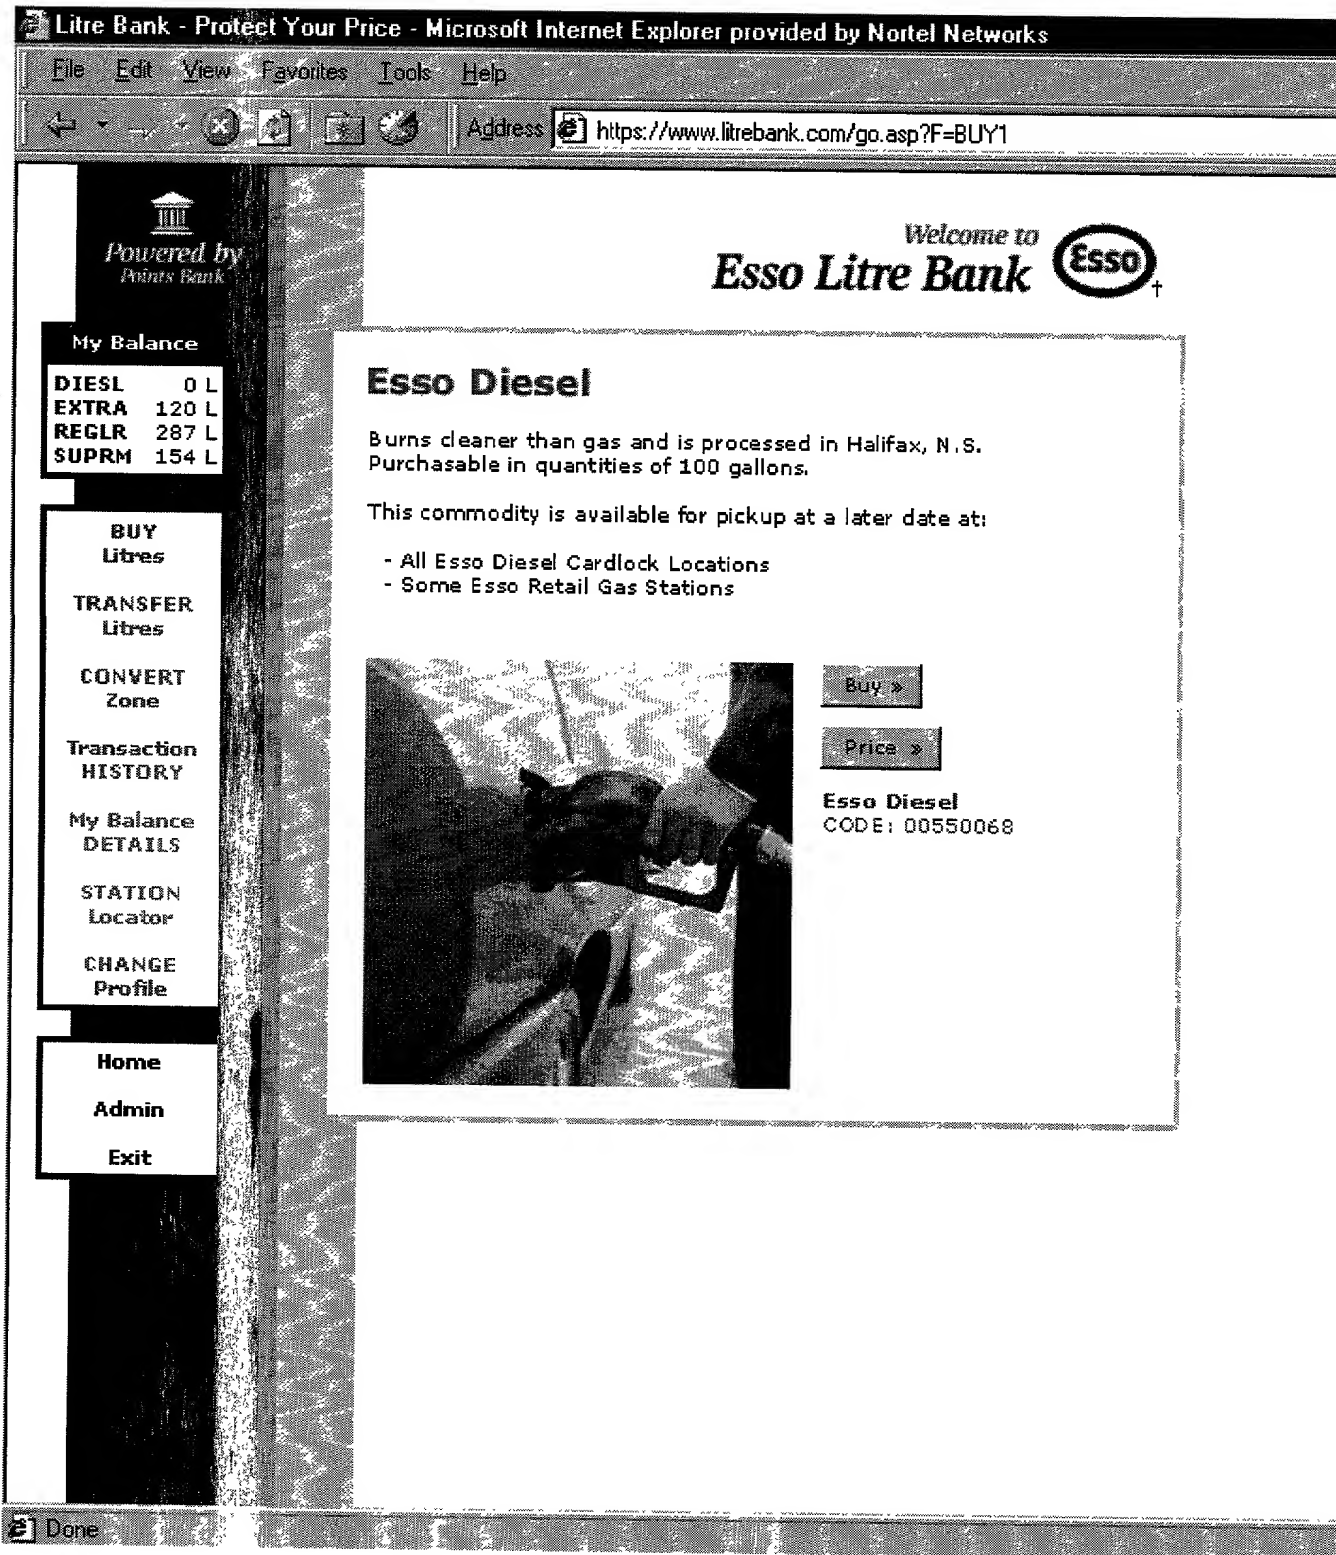 Litre Bank - Protect Your Price - Microsoft Internet Explorer provided by Nortel Networks
File Edit View Favorites Tools Help
Address https://www.litrebank.com/go.asp?F=BUY1
Powered by
Points Bank
Welcome to
Esso Litre Bank
Esso
†
My Balance
DIESL 0 L
EXTRA 120 L
REGLR 287 L
SUPRM 154 L
BUY
Litres
TRANSFER
Litres
CONVERT
Zone
Transaction
HISTORY
My Balance
DETAILS
STATION
Locator
CHANGE
Profile
Home
Admin
Exit
Esso Diesel
Burns cleaner than gas and is processed in Halifax, N.S.
Purchasable in quantities of 100 gallons.
This commodity is available for pickup at a later date at:
- All Esso Diesel Cardlock Locations
- Some Esso Retail Gas Stations
Buy »
Price »
Esso Diesel
CODE: 00550068
Done